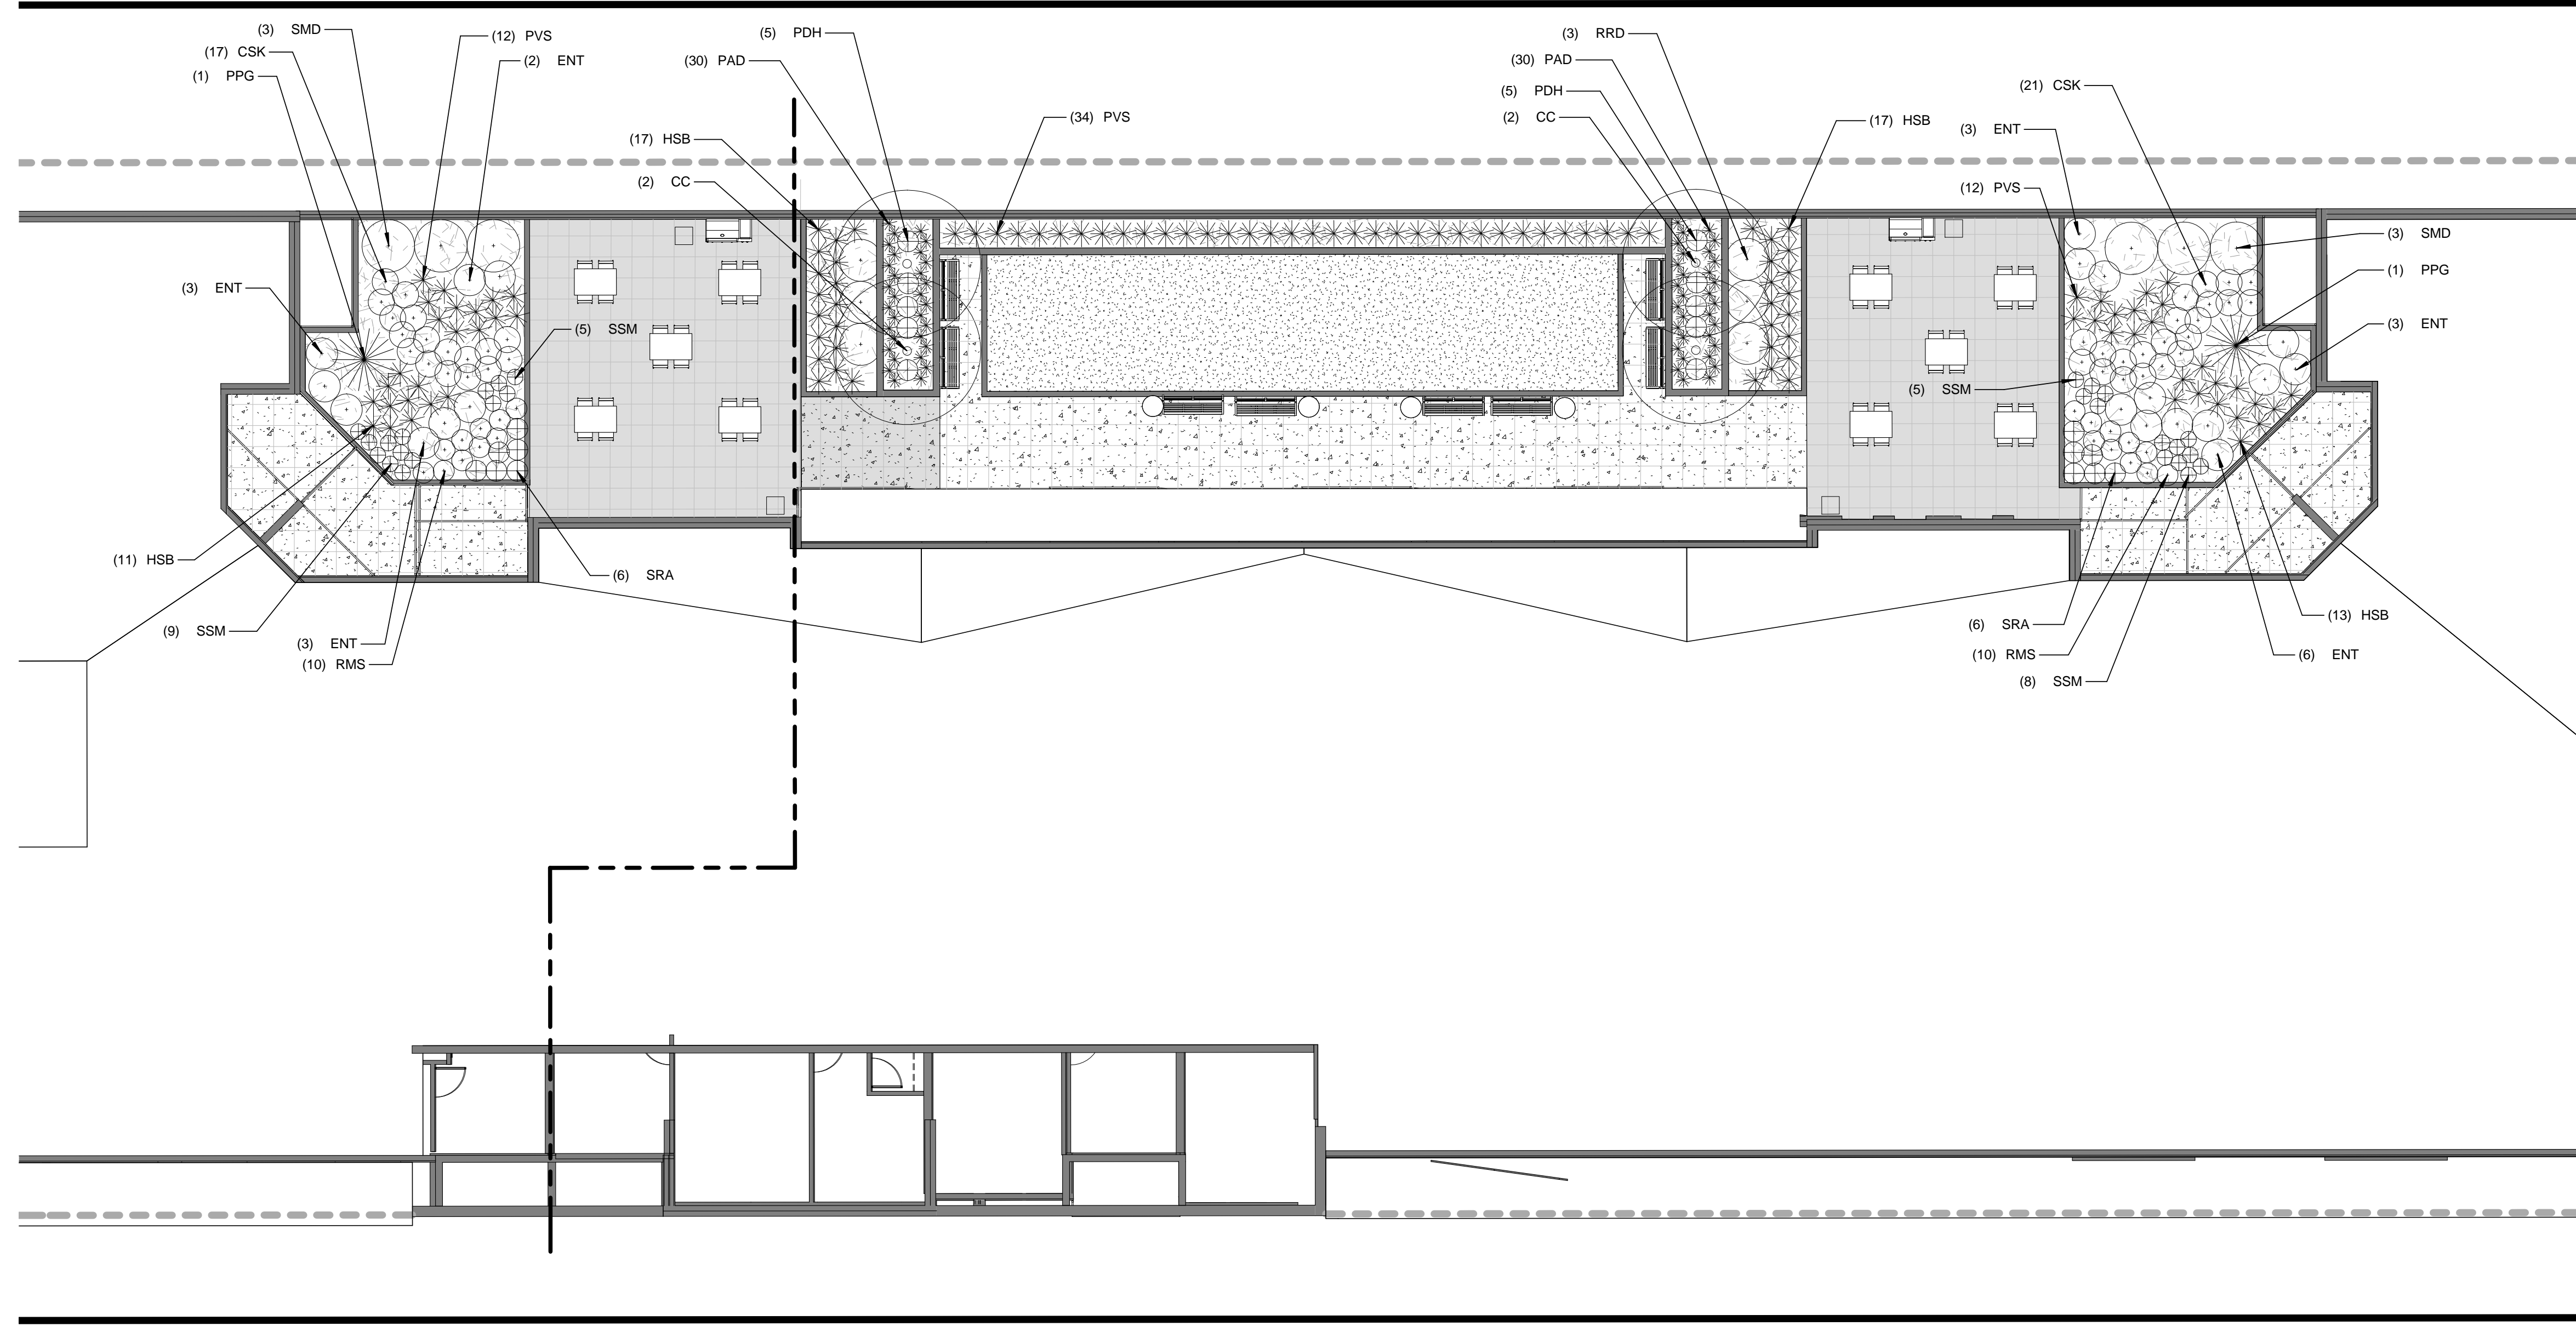 (3) SMD
(17) CSK
(1) PPG
(12) PVS
(2) ENT
(5) PDH
(30) PAD
(17) HSB
(2) CC
(34) PVS
(3) RRD
(30) PAD
(5) PDH
(2) CC
(17) HSB
(21) CSK
(3) ENT
(12) PVS
(3) SMD
(1) PPG
(3) ENT
(3) ENT
(5) SSM
(5) SSM
(11) HSB
(9) SSM
(3) ENT
(10) RMS
(6) SRA
(6) SRA
(10) RMS
(8) SSM
(13) HSB
(6) ENT